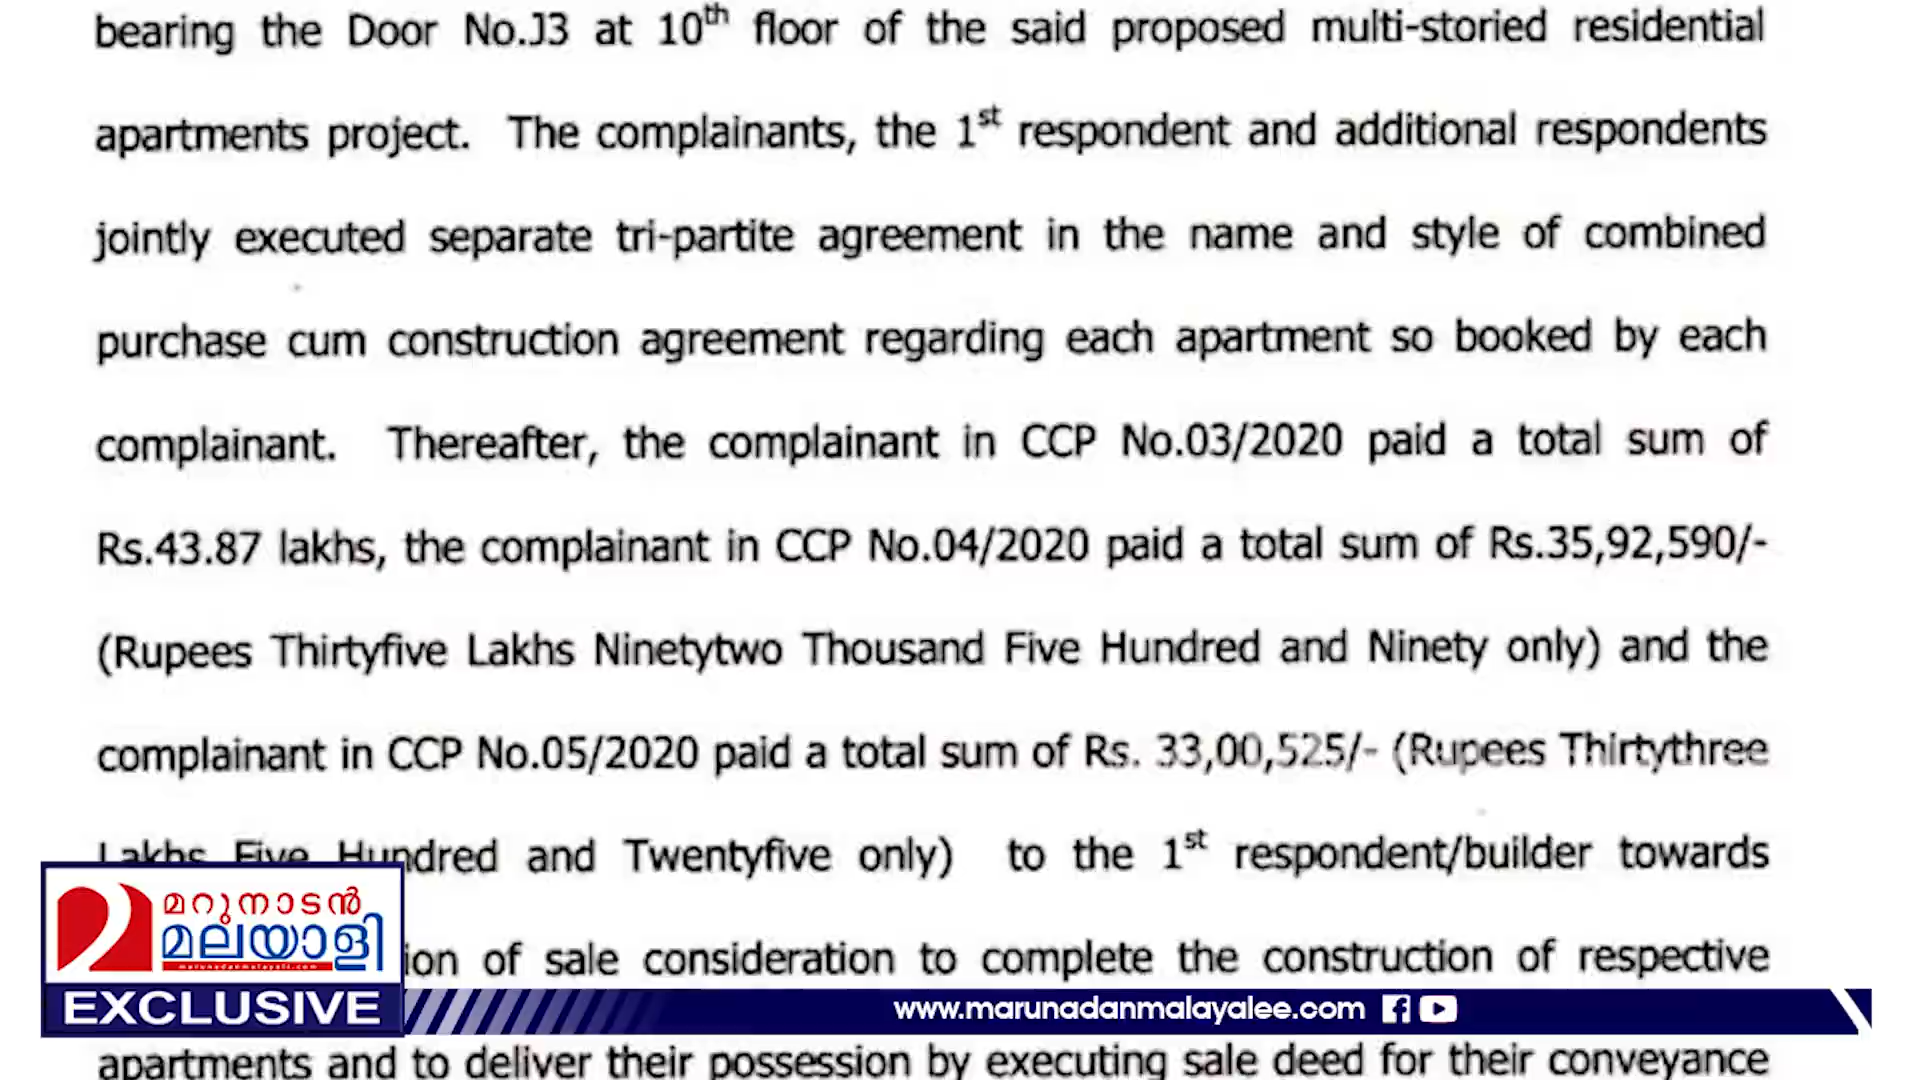 bearing the Door No.J3 at 10th floor of the said proposed multi-storied residential
apartments project. The complainants, the 1st respondent and additional respondents
jointly executed separate tri-partite agreement in the name and style of combined
purchase cum construction agreement regarding each apartment so booked by each
complainant. Thereafter, the complainant in CCP No.03/2020 paid a total sum of
Rs.43.87 lakhs, the complainant in CCP No.04/2020 paid a total sum of Rs.35,92,590/-
(Rupees Thirtyfive Lakhs Ninetytwo Thousand Five Hundred and Ninety only) and the
complainant in CCP No.05/2020 paid a total sum of Rs. 33,00,525/- (Rupees Thirtythree
Lakhs Five Hundred and Twentyfive only) to the 1st respondent/builder towards
ion of sale consideration to complete the construction of respective
apartments and to deliver their possession by executing sale deed for their conveyance
മറുനാടൻ
മലയാളി
marunadanmalayali.com
EXCLUSIVE
www.marunadanmalayalee.com